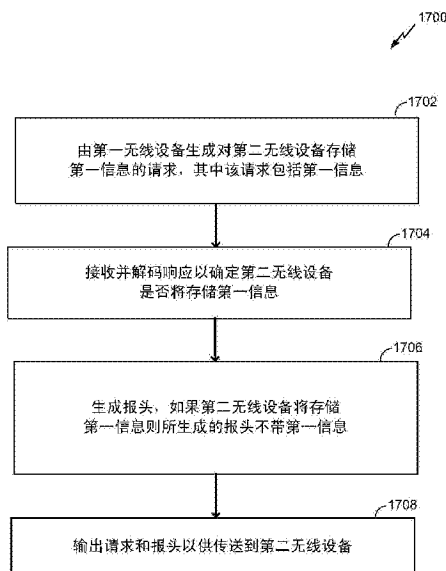 1700
1702
由第一无线设备生成对第二无线设备存储
第一信息的请求，其中该请求包括第一信息
1704
接收并解码响应以确定第二无线设备
是否将存储第一信息
1706
生成报头，如果第二无线设备将存储
第一信息则所生成的报头不带第一信息
1708
输出请求和报头以供传送到第二无线设备